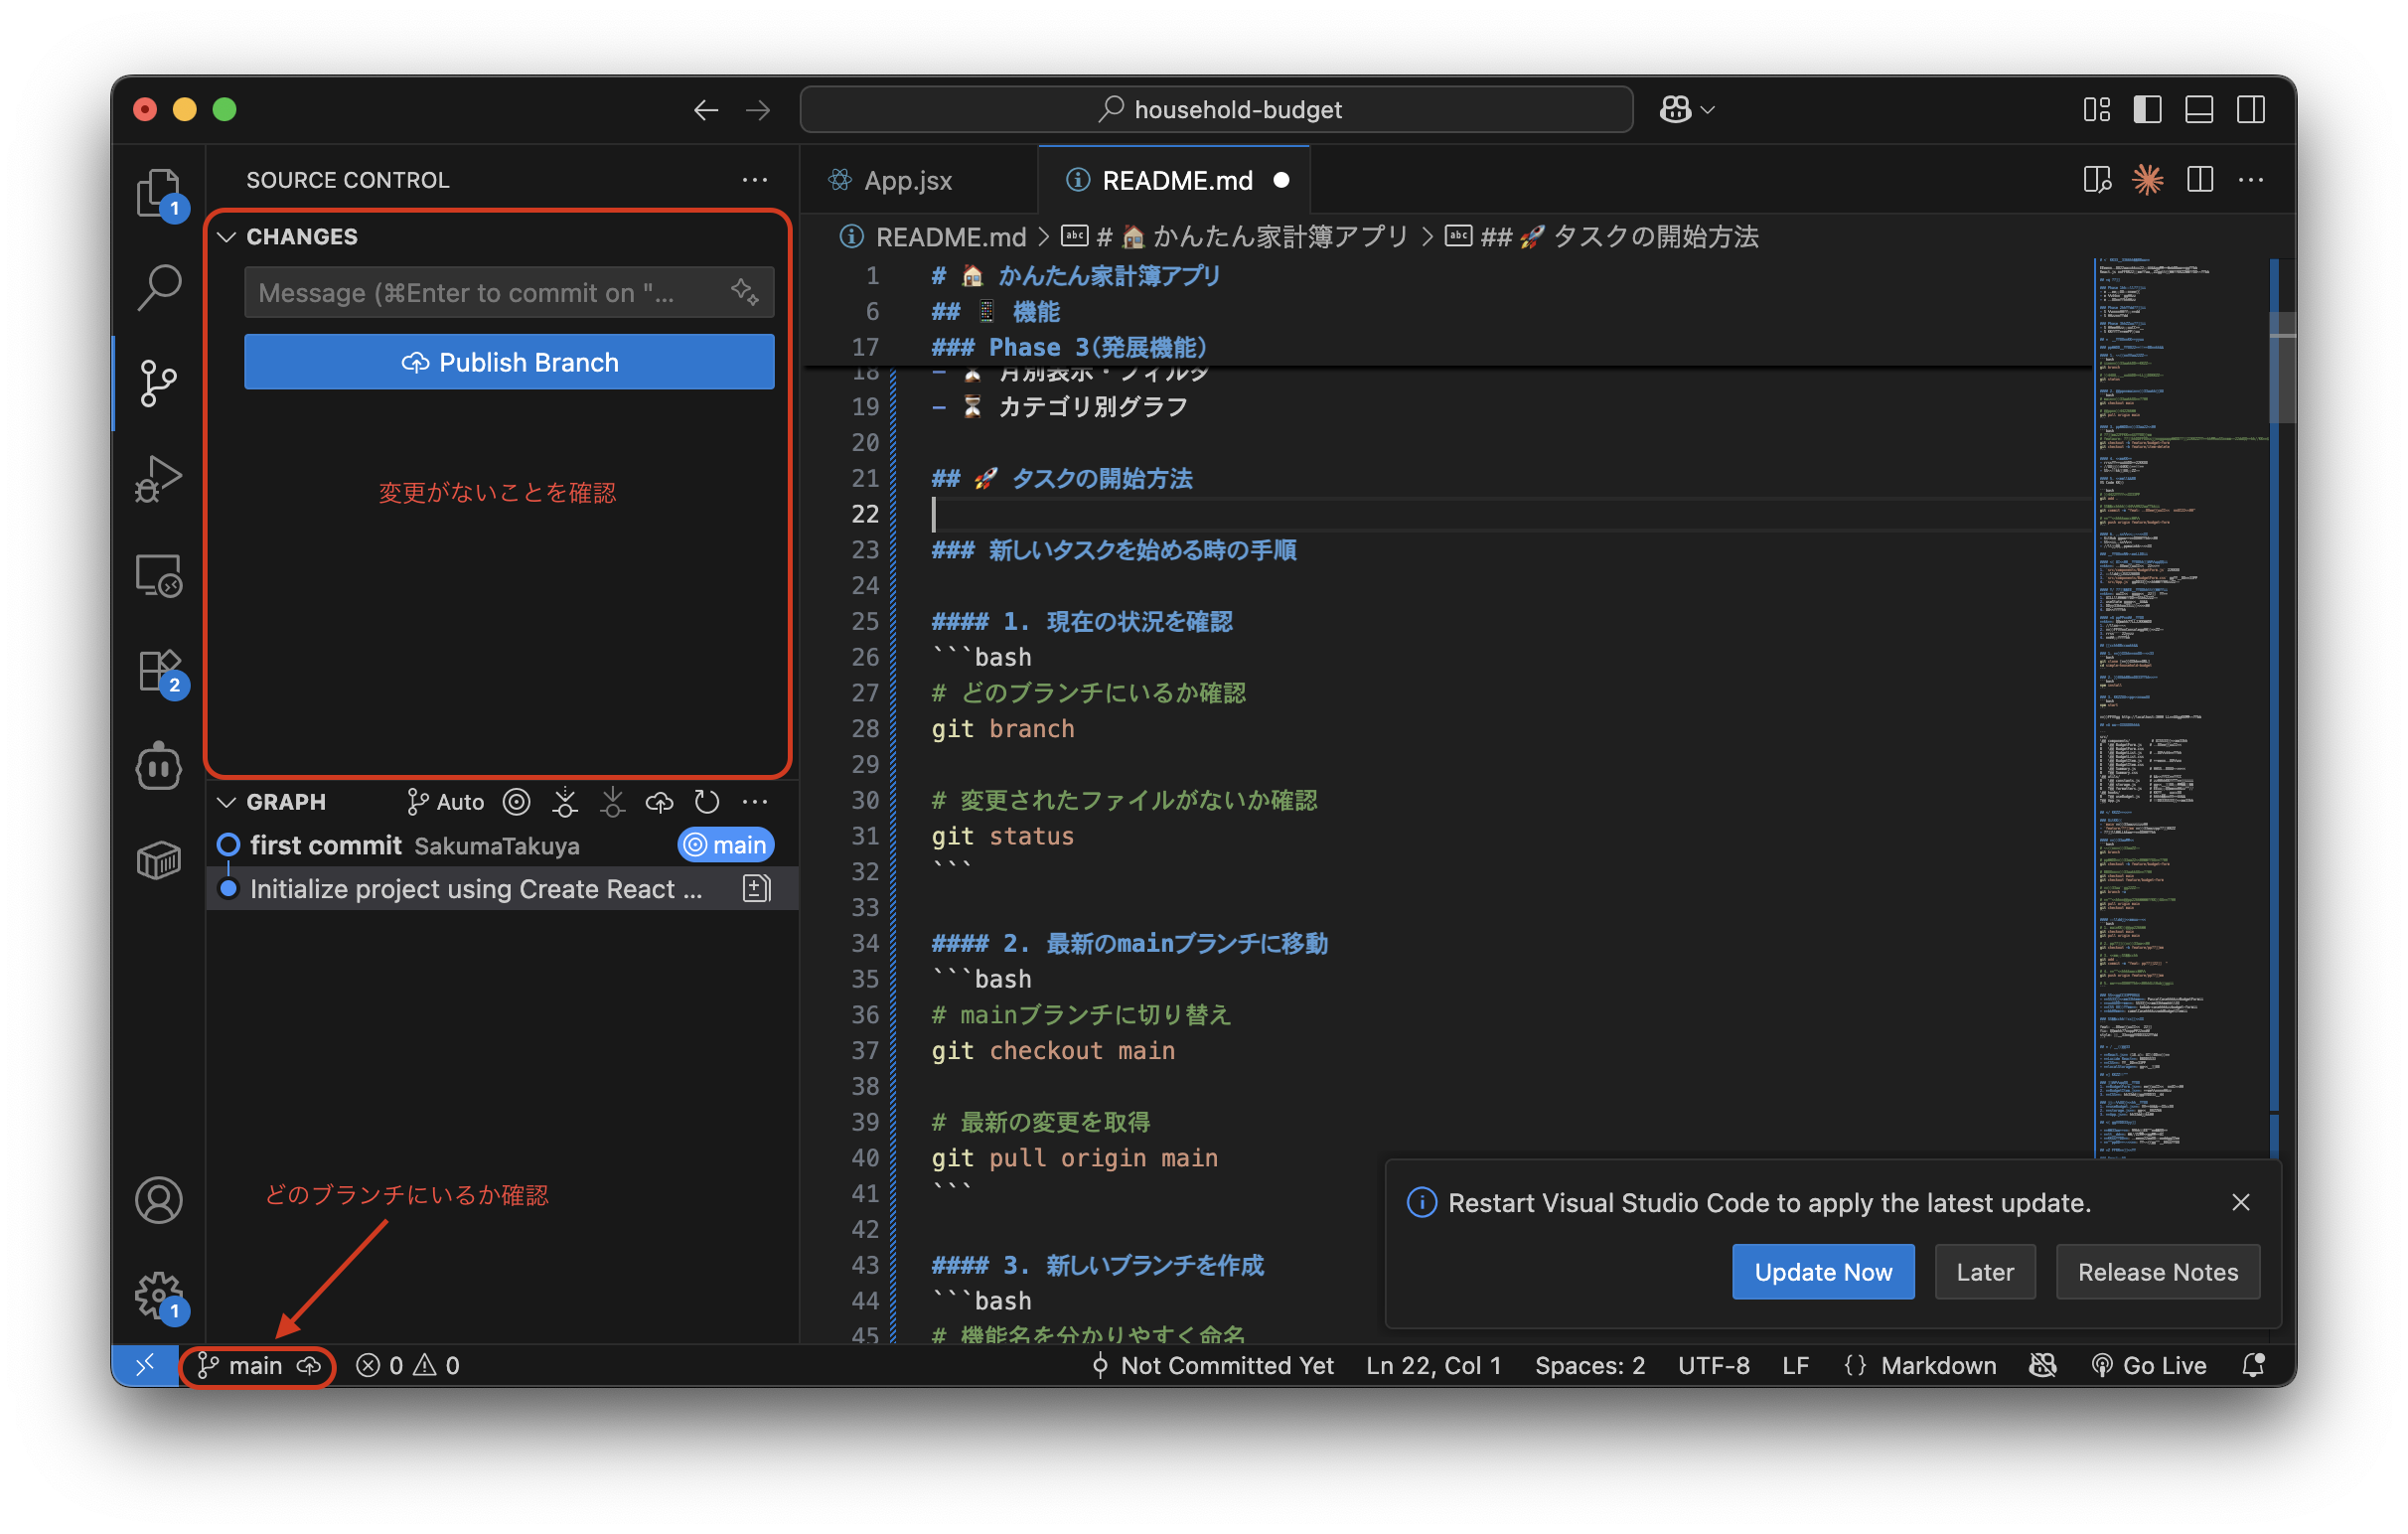 household-budget
SOURCE CONTROL
1
CHANGES
Message (⌘Enter to commit on "...
Publish Branch
変更がないことを確認
2
GRAPH
Auto
first commit SakumaTakuya
main
Initialize project using Create React ...
どのブランチにいるか確認
1
App.jsx
README.md
README.md > # 🏠 かんたん家計簿アプリ > ## 🚀 タスクの開始方法
1 # 🏠 かんたん家計簿アプリ
6 ## 📱 機能
17 ### Phase 3（発展機能）
18 - ⏳ 月別表示・フィルタ
19 - ⏳ カテゴリ別グラフ
20
21 ## 🚀 タスクの開始方法
22
23 ### 新しいタスクを始める時の手順
24
25 #### 1. 現在の状況を確認
26 ```bash
27 # どのブランチにいるか確認
28 git branch
29
30 # 変更されたファイルがないか確認
31 git status
32 ```
33
34 #### 2. 最新のmainブランチに移動
35 ```bash
36 # mainブランチに切り替え
37 git checkout main
38
39 # 最新の変更を取得
40 git pull origin main
41 ```
42
43 #### 3. 新しいブランチを作成
44 ```bash
45 # 機能名を分かりやすく命名
Restart Visual Studio Code to apply the latest update.
Update Now
Later
Release Notes
main
0
0
Not Committed Yet
Ln 22, Col 1
Spaces: 2
UTF-8
LF
{} Markdown
Go Live